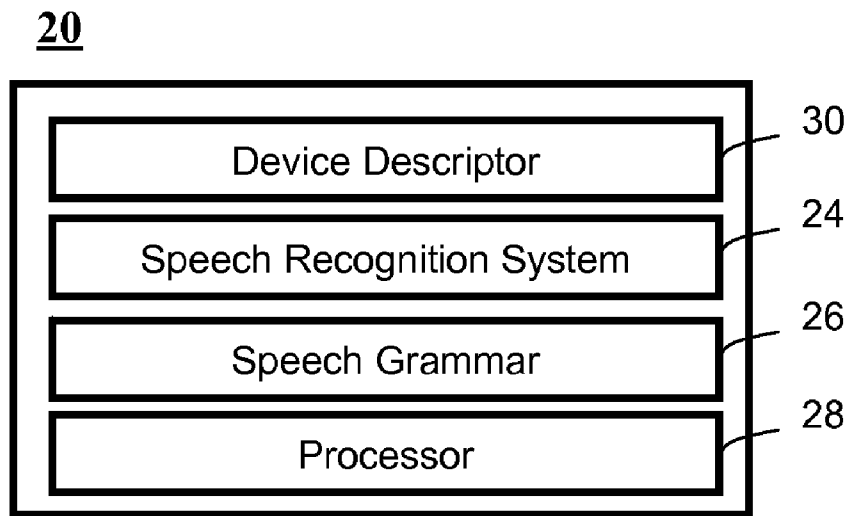 20
Device Descriptor 30
Speech Recognition System 24
Speech Grammar 26
Processor 28